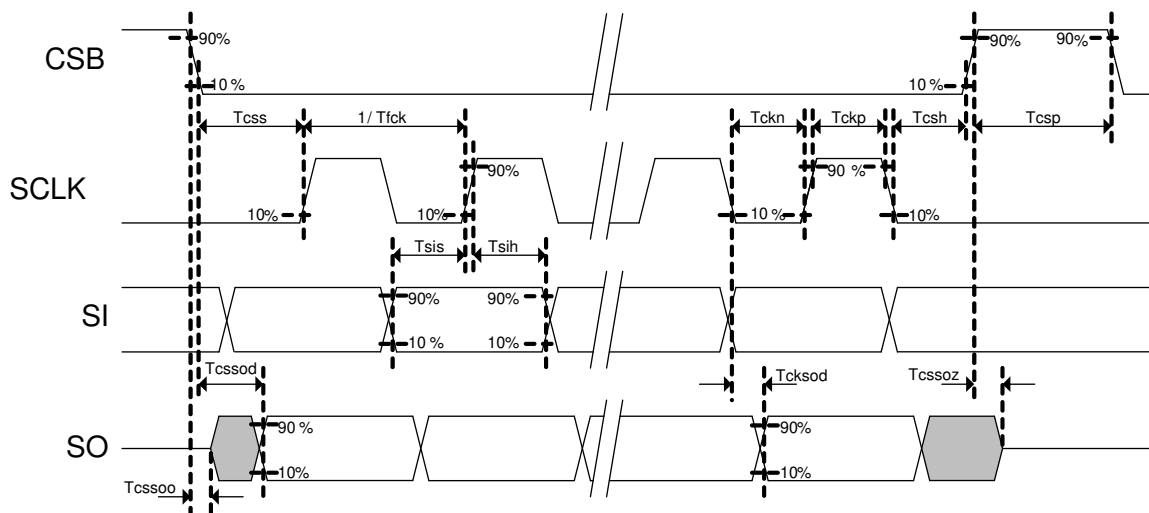 CSB
90%
10 %
10 %
90%
90%
Tcss
1/ Tfck
Tckn
Tckp
Tcsh
Tcsp
SCLK
10%
10%
90%
10 %
90 %
10%
Tsis
Tsih
SI
90%
10 %
90%
10%
Tcssod
Tcksod
Tcssoz
SO
90 %
10%
90%
10%
Tcssoo